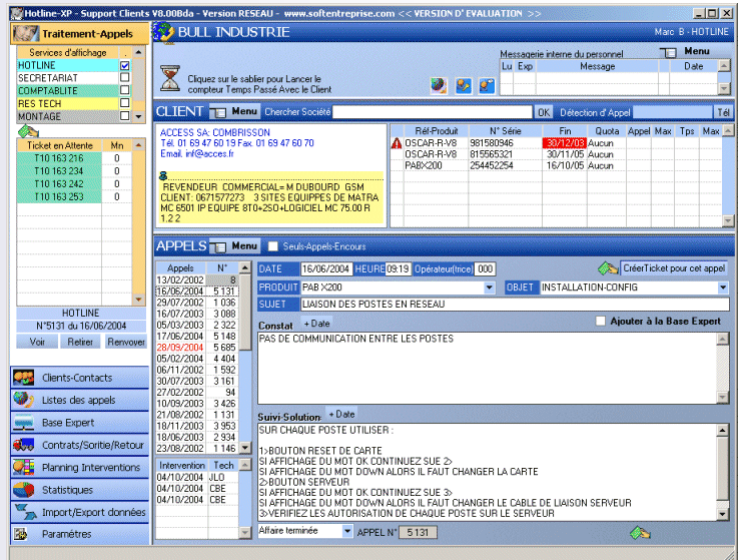 Hotline-XP - Support Clients V8.008da - Version RESEAU - www.softentreprise.com << VERSION D'EVALUATION >>
Traitement-Appels
Services d'affichage
HOTLINE
SECRETARIAT
COMPTABLITE
RES TECH
MONTAGE
Ticket en Attente Mn
T10 163 216 0
T10 163 234 0
T10 163 242 0
T10 163 253 0
HOTLINE
N°5131 du 16/06/2004
Voir Retirer Renvoyer
Clients-Contacts
Listes des appels
Base Expert
Contrats/Soritie/Retour
Planning Interventions
Statistiques
Import/Export données
Paramètres
BULL INDUSTRIE
Marc B - HOTLINE
Cliquez sur le sablier pour Lancer le
compteur Temps Passé Avec le Client
Messagerie interne du personnel Menu
Lu Exp Message Date
CLIENT Menu Chercher Société OK Détection d'Appel Tél
ACCESS SA: COMBRISSON
Tél. 01 69 47 60 19 Fax. 01 69 47 60 70
Email. inf@acces.fr
REVENDEUR COMMERCIAL= M DUBOURD GSM
CLIENT: 0671577273 3 SITES EQUIPPES DE MATRA
MC 6501 IP EQUIPE 8T0+2S0+LOGICIEL MC 75.00 R
1.2 2
Réf-Produit N° Série Fin Quota Appel Max Tps Max
OSCAR-R-V8 981580946 30/12/03 Aucun
OSCAR-R-V8 815565321 30/11/05 Aucun
PABX200 254452254 16/05/05 Aucun
APPELS Menu Seuls-Appels-Encours
Appels N°
13/02/2002 8
16/06/2004 5 131
29/07/2002 1 036
16/07/2003 3 088
05/03/2003 2 322
17/06/2004 5 148
28/09/2004 5 685
05/02/2004 4 404
06/11/2002 1 592
30/07/2003 3 161
27/02/2002 94
10/09/2003 3 426
21/08/2002 1 131
18/11/2003 3 953
18/06/2003 2 934
23/08/2002 1 146
Intervention Tech
04/10/2004 JLO
04/10/2004 CBE
04/10/2004 CBE
DATE 16/06/2004 HEURE 09:19 Opérateur(trice) 000 CréerTicket pour cet appel
PRODUIT PABX200 OBJET INSTALLATION-CONFIG
SUJET LIAISON DES POSTES EN RESEAU
Constat + Date Ajouter à la Base Expert
PAS DE COMMUNICATION ENTRE LES POSTES
Suivi-Solution + Date
SUR CHAQUE POSTE UTILISER :
1>BOUTON RESET DE CARTE
SI AFFICHAGE DU MOT OK CONTINUEZ SUE 2>
SI AFFICHAGE DU MOT DOWN ALORS IL FAUT CHANGER LA CARTE
2>BOUTON SERVEUR
SI AFFICHAGE DU MOT OK CONTINUEZ SUE 3>
SI AFFICHAGE DU MOT DOWN ALORS IL FAUT CHANGER LE CABLE DE LIAISON SERVEUR
3>VERIFIEZ LES AUTORISATION DE CHAQUE POSTE SUR LE SERVEUR
Affaire terminée APPEL N° 5131